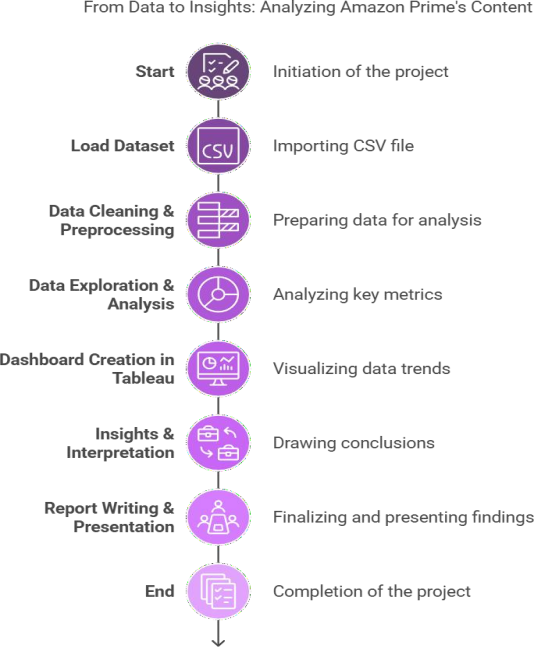 From Data to Insights: Analyzing Amazon Prime's Content
Start
Initiation of the project
Load Dataset
CSV
Importing CSV file
Data Cleaning &
Preprocessing
Preparing data for analysis
Data Exploration &
Analysis
Analyzing key metrics
Dashboard Creation in
Tableau
Visualizing data trends
Insights &
Interpretation
Drawing conclusions
Report Writing &
Presentation
Finalizing and presenting findings
End
Completion of the project